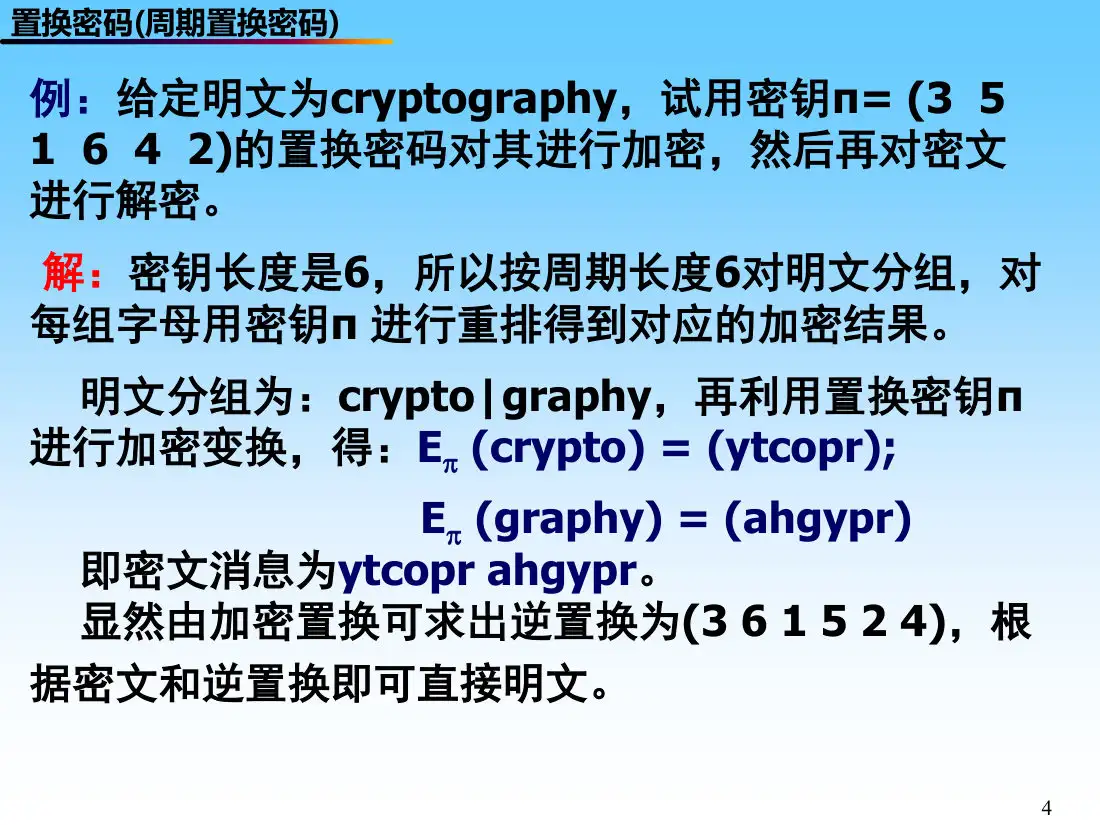 置换密码(周期置换密码)
例：给定明文为cryptography，试用密钥π= (3 5
1 6 4 2)的置换密码对其进行加密，然后再对密文
进行解密。
解：密钥长度是6，所以按周期长度6对明文分组，对
每组字母用密钥π 进行重排得到对应的加密结果。
明文分组为：crypto|graphy，再利用置换密钥π
进行加密变换，得：Eπ (crypto) = (ytcopr);
Eπ (graphy) = (ahgypr)
即密文消息为ytcopr ahgypr。
显然由加密置换可求出逆置换为(3 6 1 5 2 4)，根
据密文和逆置换即可直接明文。
4